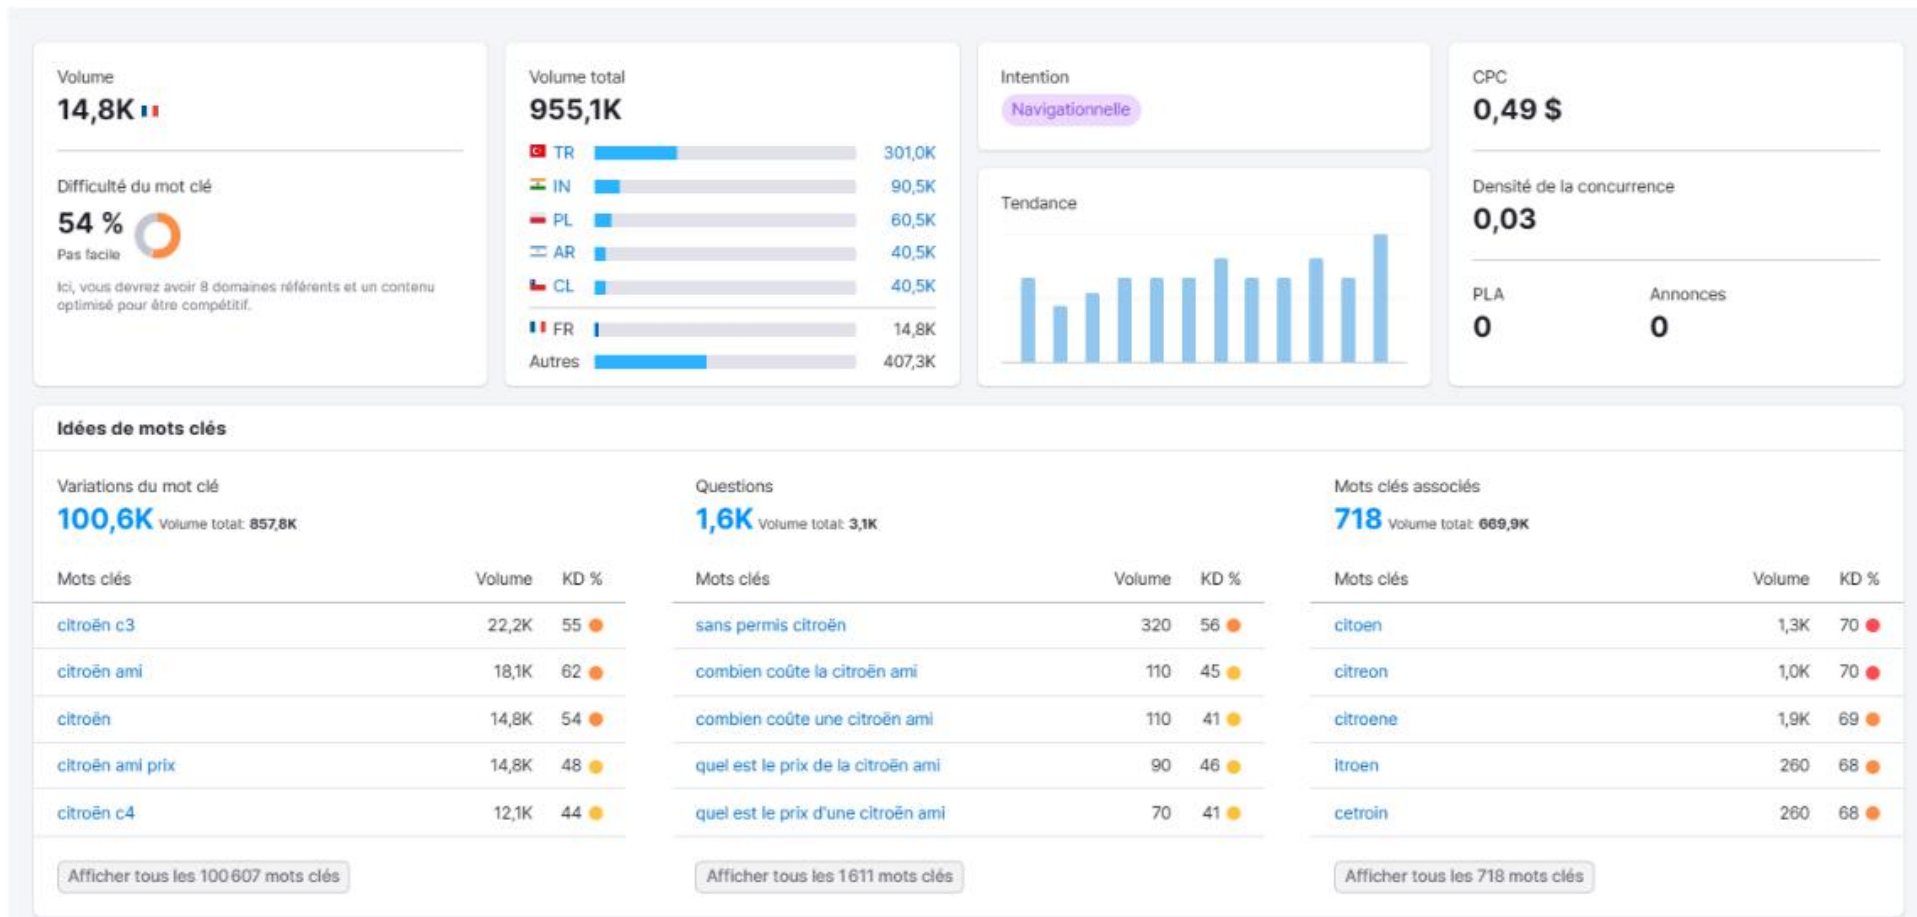 Volume
14,8K
Difficulté du mot clé
54 %
Pas facile
Ici, vous devrez avoir 8 domaines référents et un contenu
optimisé pour être compétitif.
Volume total
955,1K
TR 301,0K
IN 90,5K
PL 60,5K
AR 40,5K
CL 40,5K
FR 14,8K
Autres 407,3K
Intention
Navigationnelle
Tendance
CPC
0,49 $
Densité de la concurrence
0,03
PLA Annonces
0 0
Idées de mots clés
Variations du mot clé
100,6K Volume total: 857,8K
Mots clés Volume KD %
citroën c3 22,2K 55
citroën ami 18,1K 62
citroën 14,8K 54
citroën ami prix 14,8K 48
citroën c4 12,1K 44
Afficher tous les 100 607 mots clés
Questions
1,6K Volume total: 3,1K
Mots clés Volume KD %
sans permis citroën 320 56
combien coûte la citroën ami 110 45
combien coûte une citroën ami 110 41
quel est le prix de la citroën ami 90 46
quel est le prix d'une citroën ami 70 41
Afficher tous les 1 611 mots clés
Mots clés associés
718 Volume total: 669,9K
Mots clés Volume KD %
citoen 1,3K 70
citreon 1,0K 70
citroene 1,9K 69
itroen 260 68
cetroin 260 68
Afficher tous les 718 mots clés